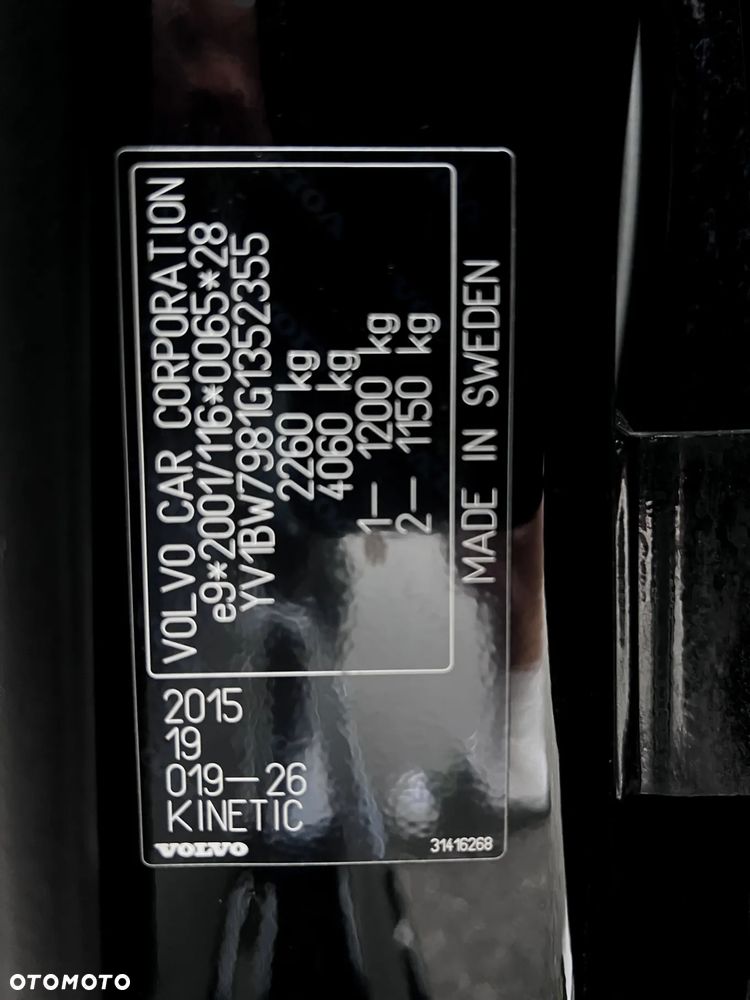 VOLVO CAR CORPORATION
e9*2001/116*0065*28
YV1BW7981G1352355
2260 kg
4060 kg
1– 1200 kg
2– 1150 kg
MADE IN SWEDEN
2015
19
019–26
KINETIC
VOLVO
31416268
OTOMOTO